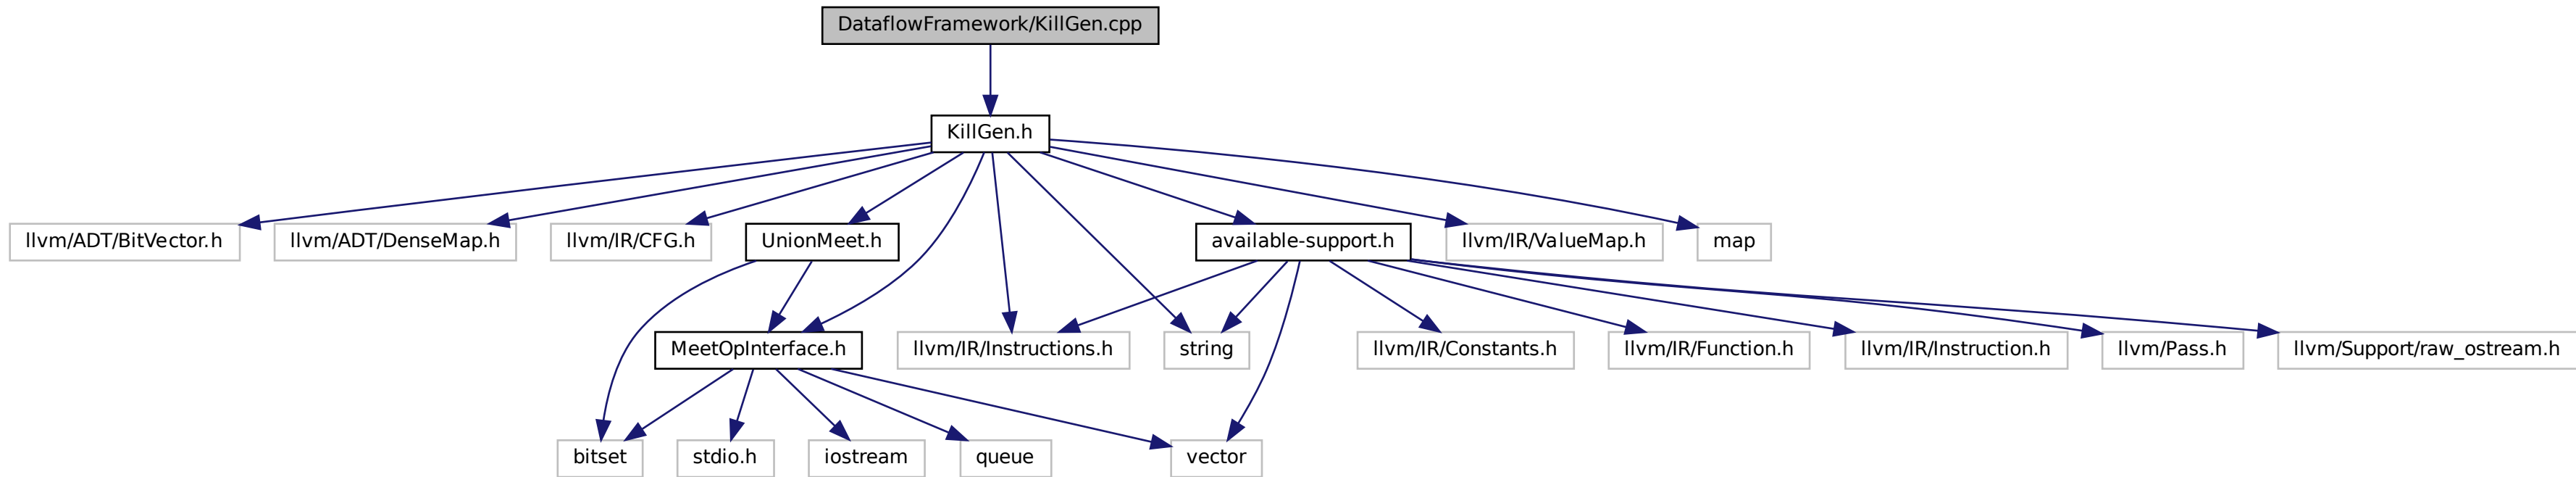 DataflowFramework/KillGen.cpp
KillGen.h
llvm/ADT/BitVector.h
llvm/ADT/DenseMap.h
llvm/IR/CFG.h
UnionMeet.h
available-support.h
llvm/IR/ValueMap.h
map
MeetOpInterface.h
llvm/IR/Instructions.h
string
llvm/IR/Constants.h
llvm/IR/Function.h
llvm/IR/Instruction.h
llvm/Pass.h
llvm/Support/raw_ostream.h
bitset
stdio.h
iostream
queue
vector